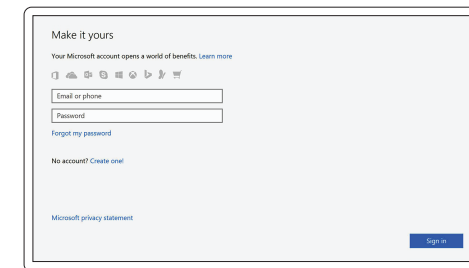 Make it yours
Your Microsoft account opens a world of benefits. Learn more
Email or phone
Password
Forgot my password
No account? Create one!
Microsoft privacy statement
Sign in